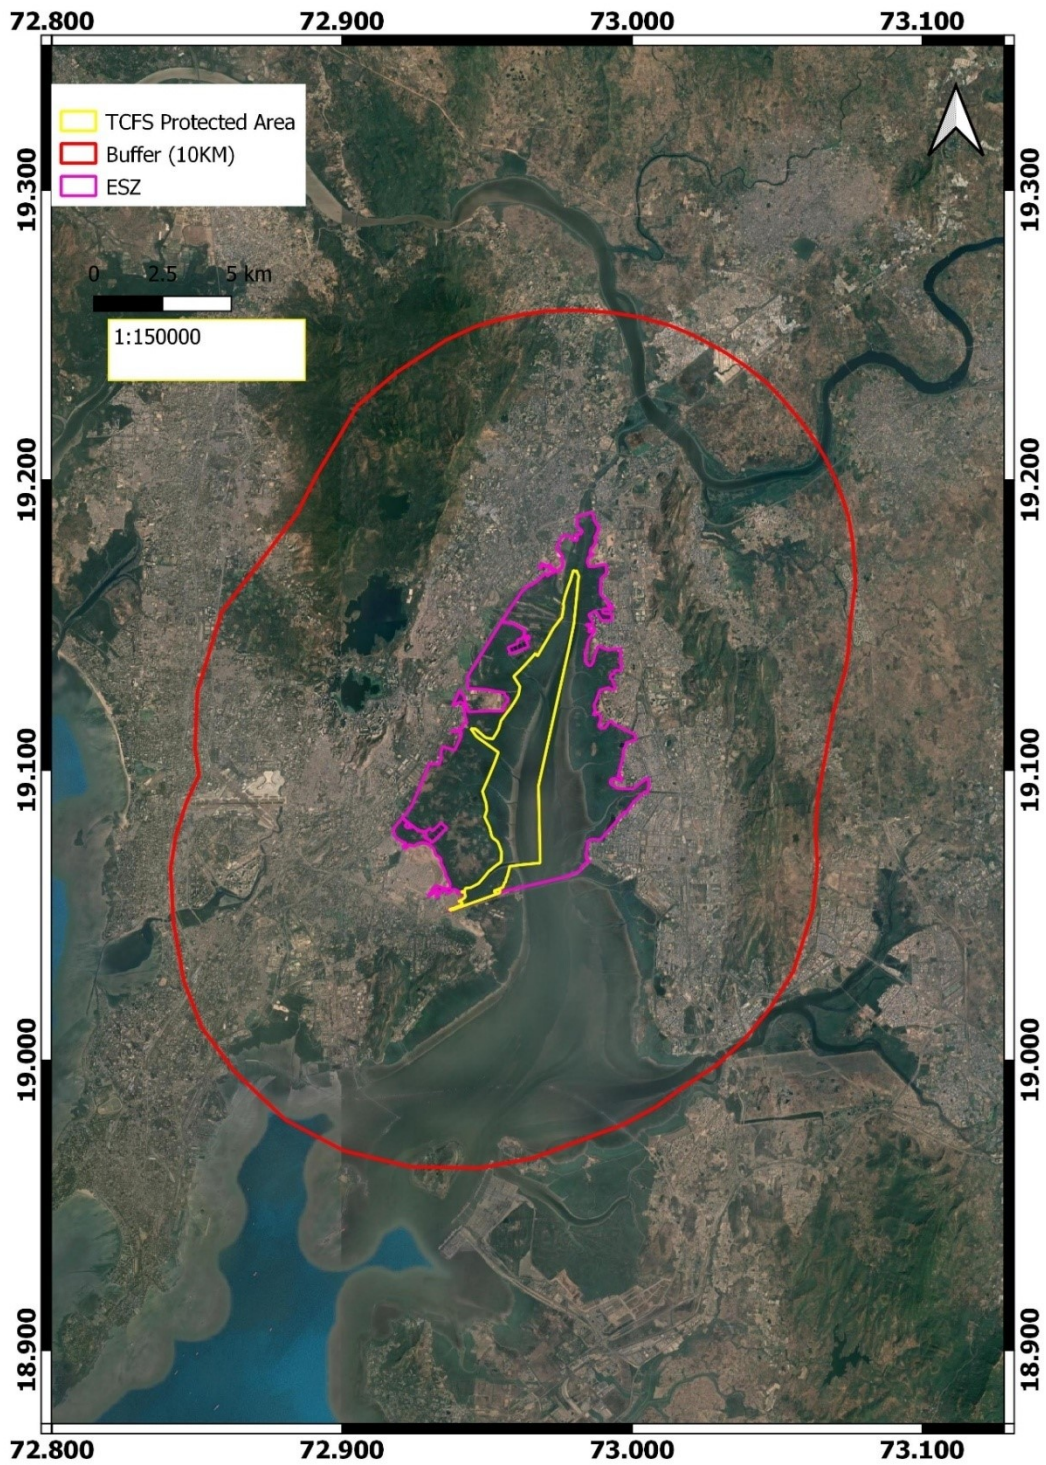 72.800 72.900 73.000 73.100
TCFS Protected Area
Buffer (10KM)
ESZ
19.300 19.300
0 2.5 5 km
1:150000
19.200 19.200
19.100 19.100
19.000 19.000
18.900 18.900
72.800 72.900 73.000 73.100